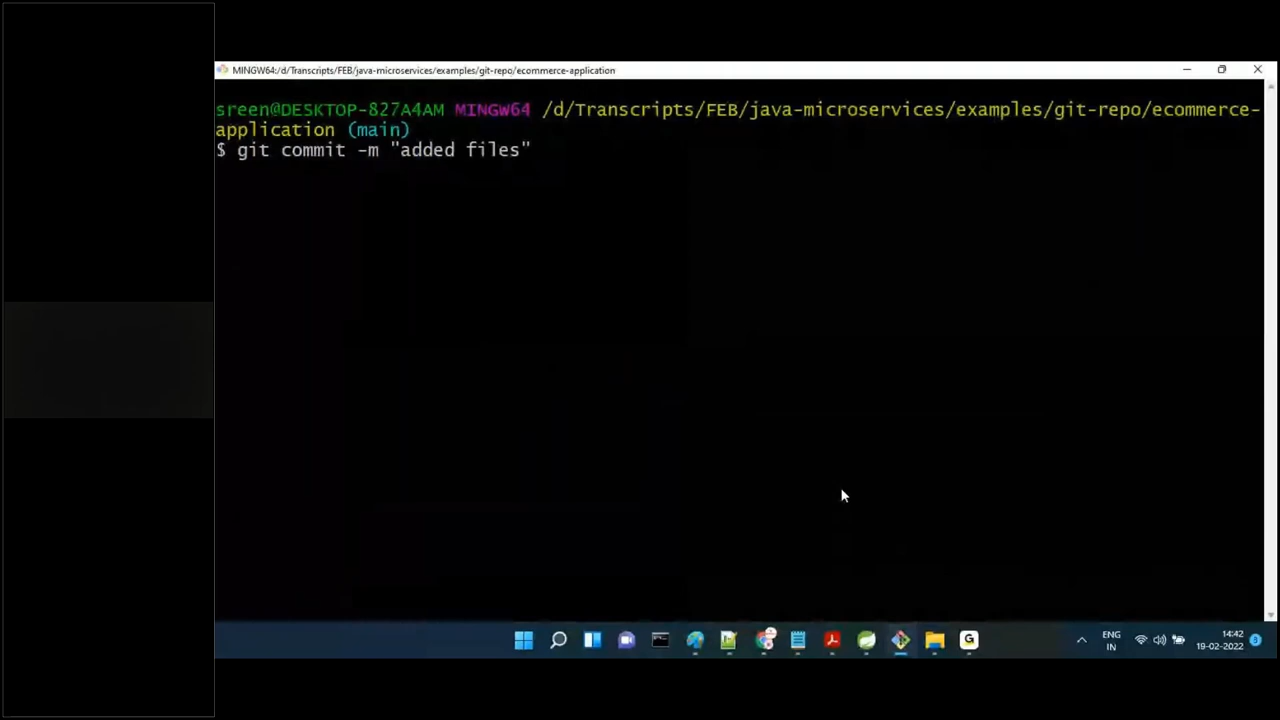 MINGW64:/d/Transcripts/FEB/java-microservices/examples/git-repo/ecommerce-application
sreen@DESKTOP-827A4AM MINGW64 /d/Transcripts/FEB/java-microservices/examples/git-repo/ecommerce-
application (main)
$ git commit -m "added files"
ENG
IN
14:42
19-02-2022
3
G